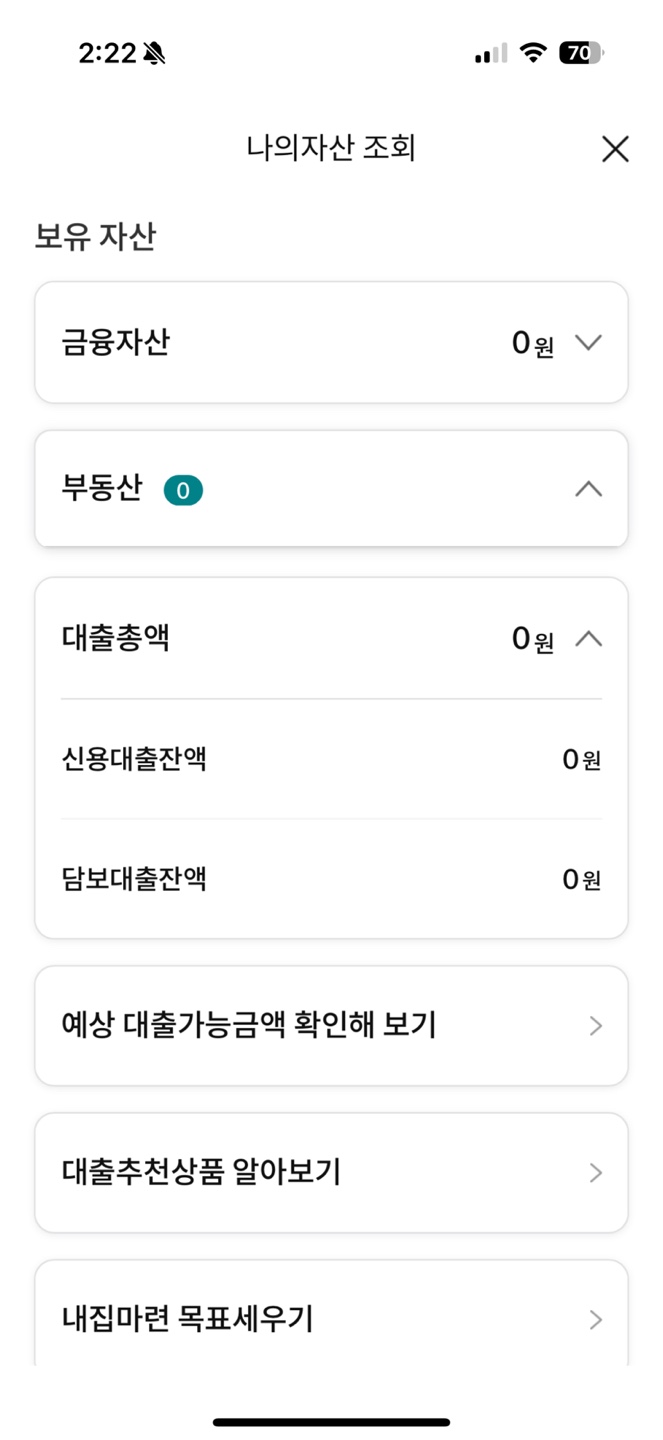 2:22
70
나의자산 조회
보유 자산
금융자산 0원
부동산 0
대출총액 0원
신용대출잔액 0원
담보대출잔액 0원
예상 대출가능금액 확인해 보기
대출추천상품 알아보기
내집마련 목표세우기